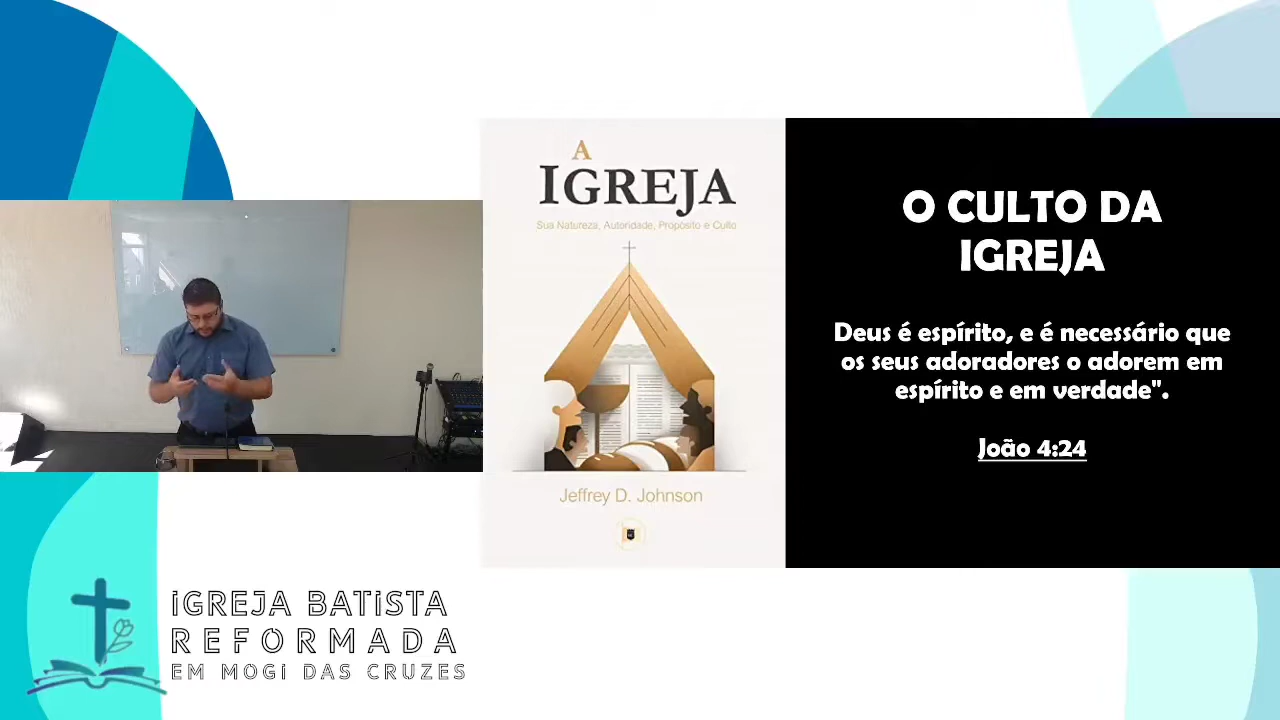 A
IGREJA
Sua Natureza, Autoridade, Propósito e Culto
Jeffrey D. Johnson
O CULTO DA
IGREJA
Deus é espírito, e é necessário que
os seus adoradores o adorem em
espírito e em verdade".
João 4:24
iGREJA BATiSTA
REFORMADA
EM MOGi DAS CRUZES